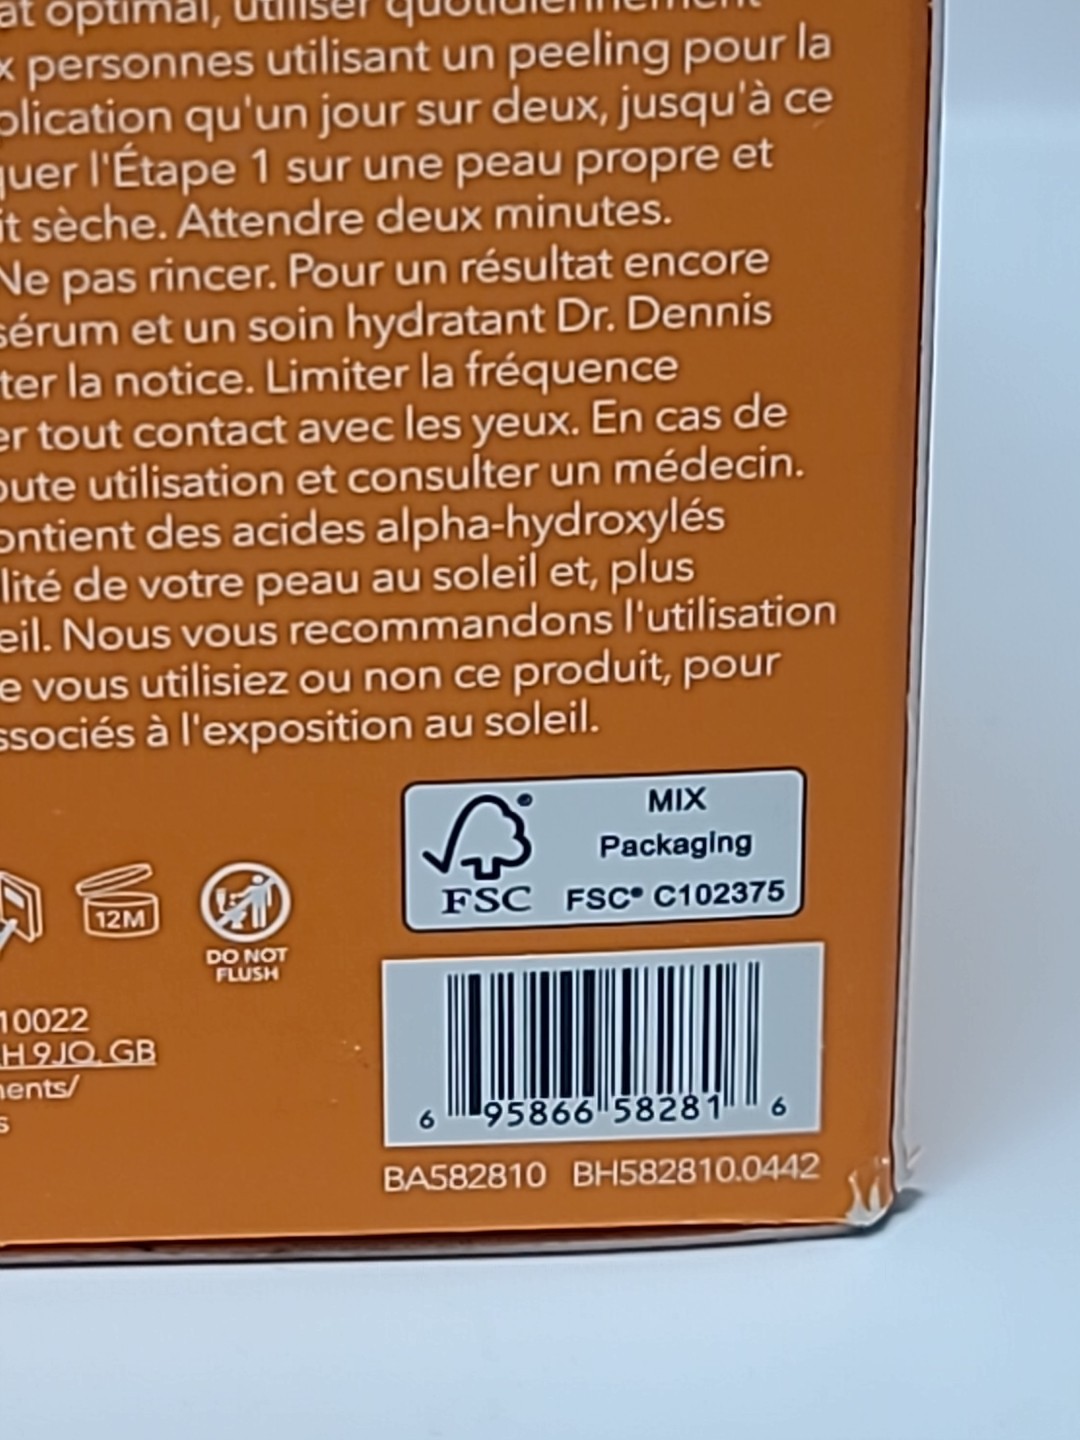 at optimal, utiliser quotidiennement
x personnes utilisant un peeling pour la
plication qu'un jour sur deux, jusqu'à ce
quer l'Étape 1 sur une peau propre et
it sèche. Attendre deux minutes.
Ne pas rincer. Pour un résultat encore
sérum et un soin hydratant Dr. Dennis
ter la notice. Limiter la fréquence
er tout contact avec les yeux. En cas de
oute utilisation et consulter un médecin.
ontient des acides alpha-hydroxylés
lité de votre peau au soleil et, plus
eil. Nous vous recommandons l'utilisation
e vous utilisiez ou non ce produit, pour
ssociés à l'exposition au soleil.
MIX
Packaging
FSC
FSC® C102375
12M
DO NOT
FLUSH
10022
H 9JQ, GB
ents/
s
6 95866 58281 6
BA582810 BH582810.0442